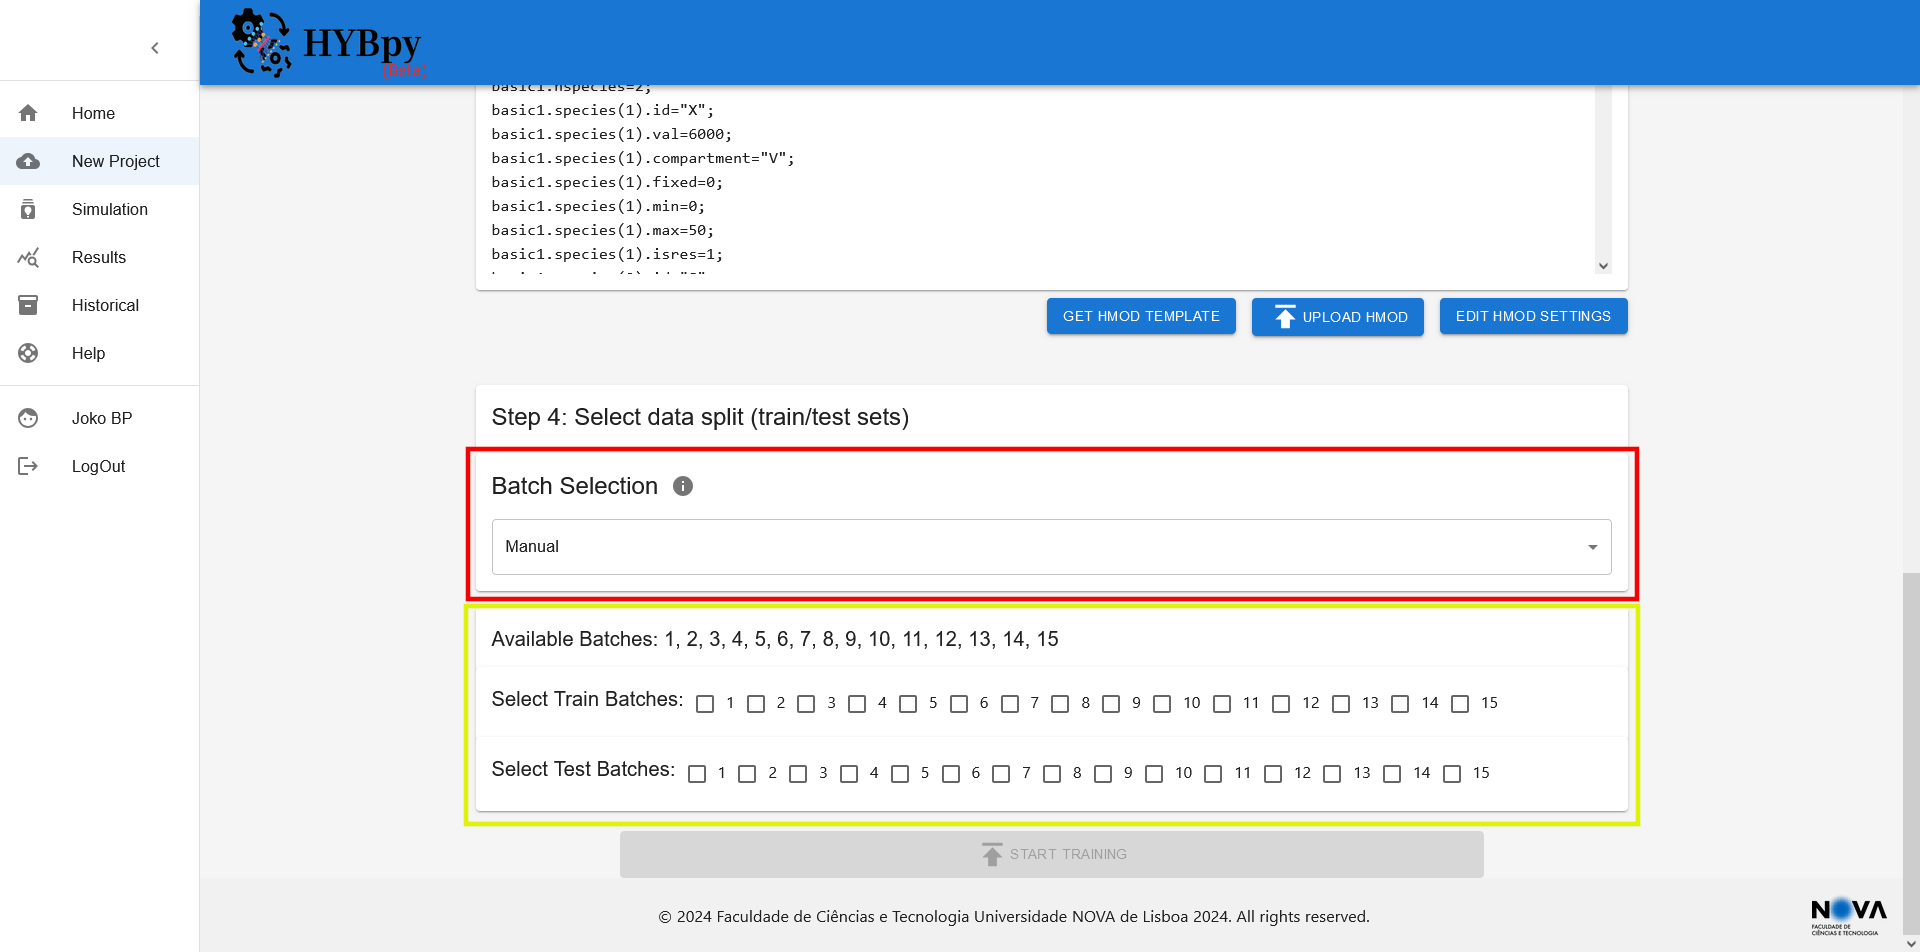 HYBpy
(Beta)
Home
New Project
Simulation
Results
Historical
Help
Joko BP
LogOut
basic1.nspecies=2;
basic1.species(1).id="X";
basic1.species(1).val=6000;
basic1.species(1).compartment="V";
basic1.species(1).fixed=0;
basic1.species(1).min=0;
basic1.species(1).max=50;
basic1.species(1).isres=1;
GET HMOD TEMPLATE
UPLOAD HMOD
EDIT HMOD SETTINGS
Step 4: Select data split (train/test sets)
Batch Selection
Manual
Available Batches: 1, 2, 3, 4, 5, 6, 7, 8, 9, 10, 11, 12, 13, 14, 15
Select Train Batches: 1 2 3 4 5 6 7 8 9 10 11 12 13 14 15
Select Test Batches: 1 2 3 4 5 6 7 8 9 10 11 12 13 14 15
START TRAINING
© 2024 Faculdade de Ciências e Tecnologia Universidade NOVA de Lisboa 2024. All rights reserved.
NOVA
FACULDADE DE
CIÊNCIAS E TECNOLOGIA